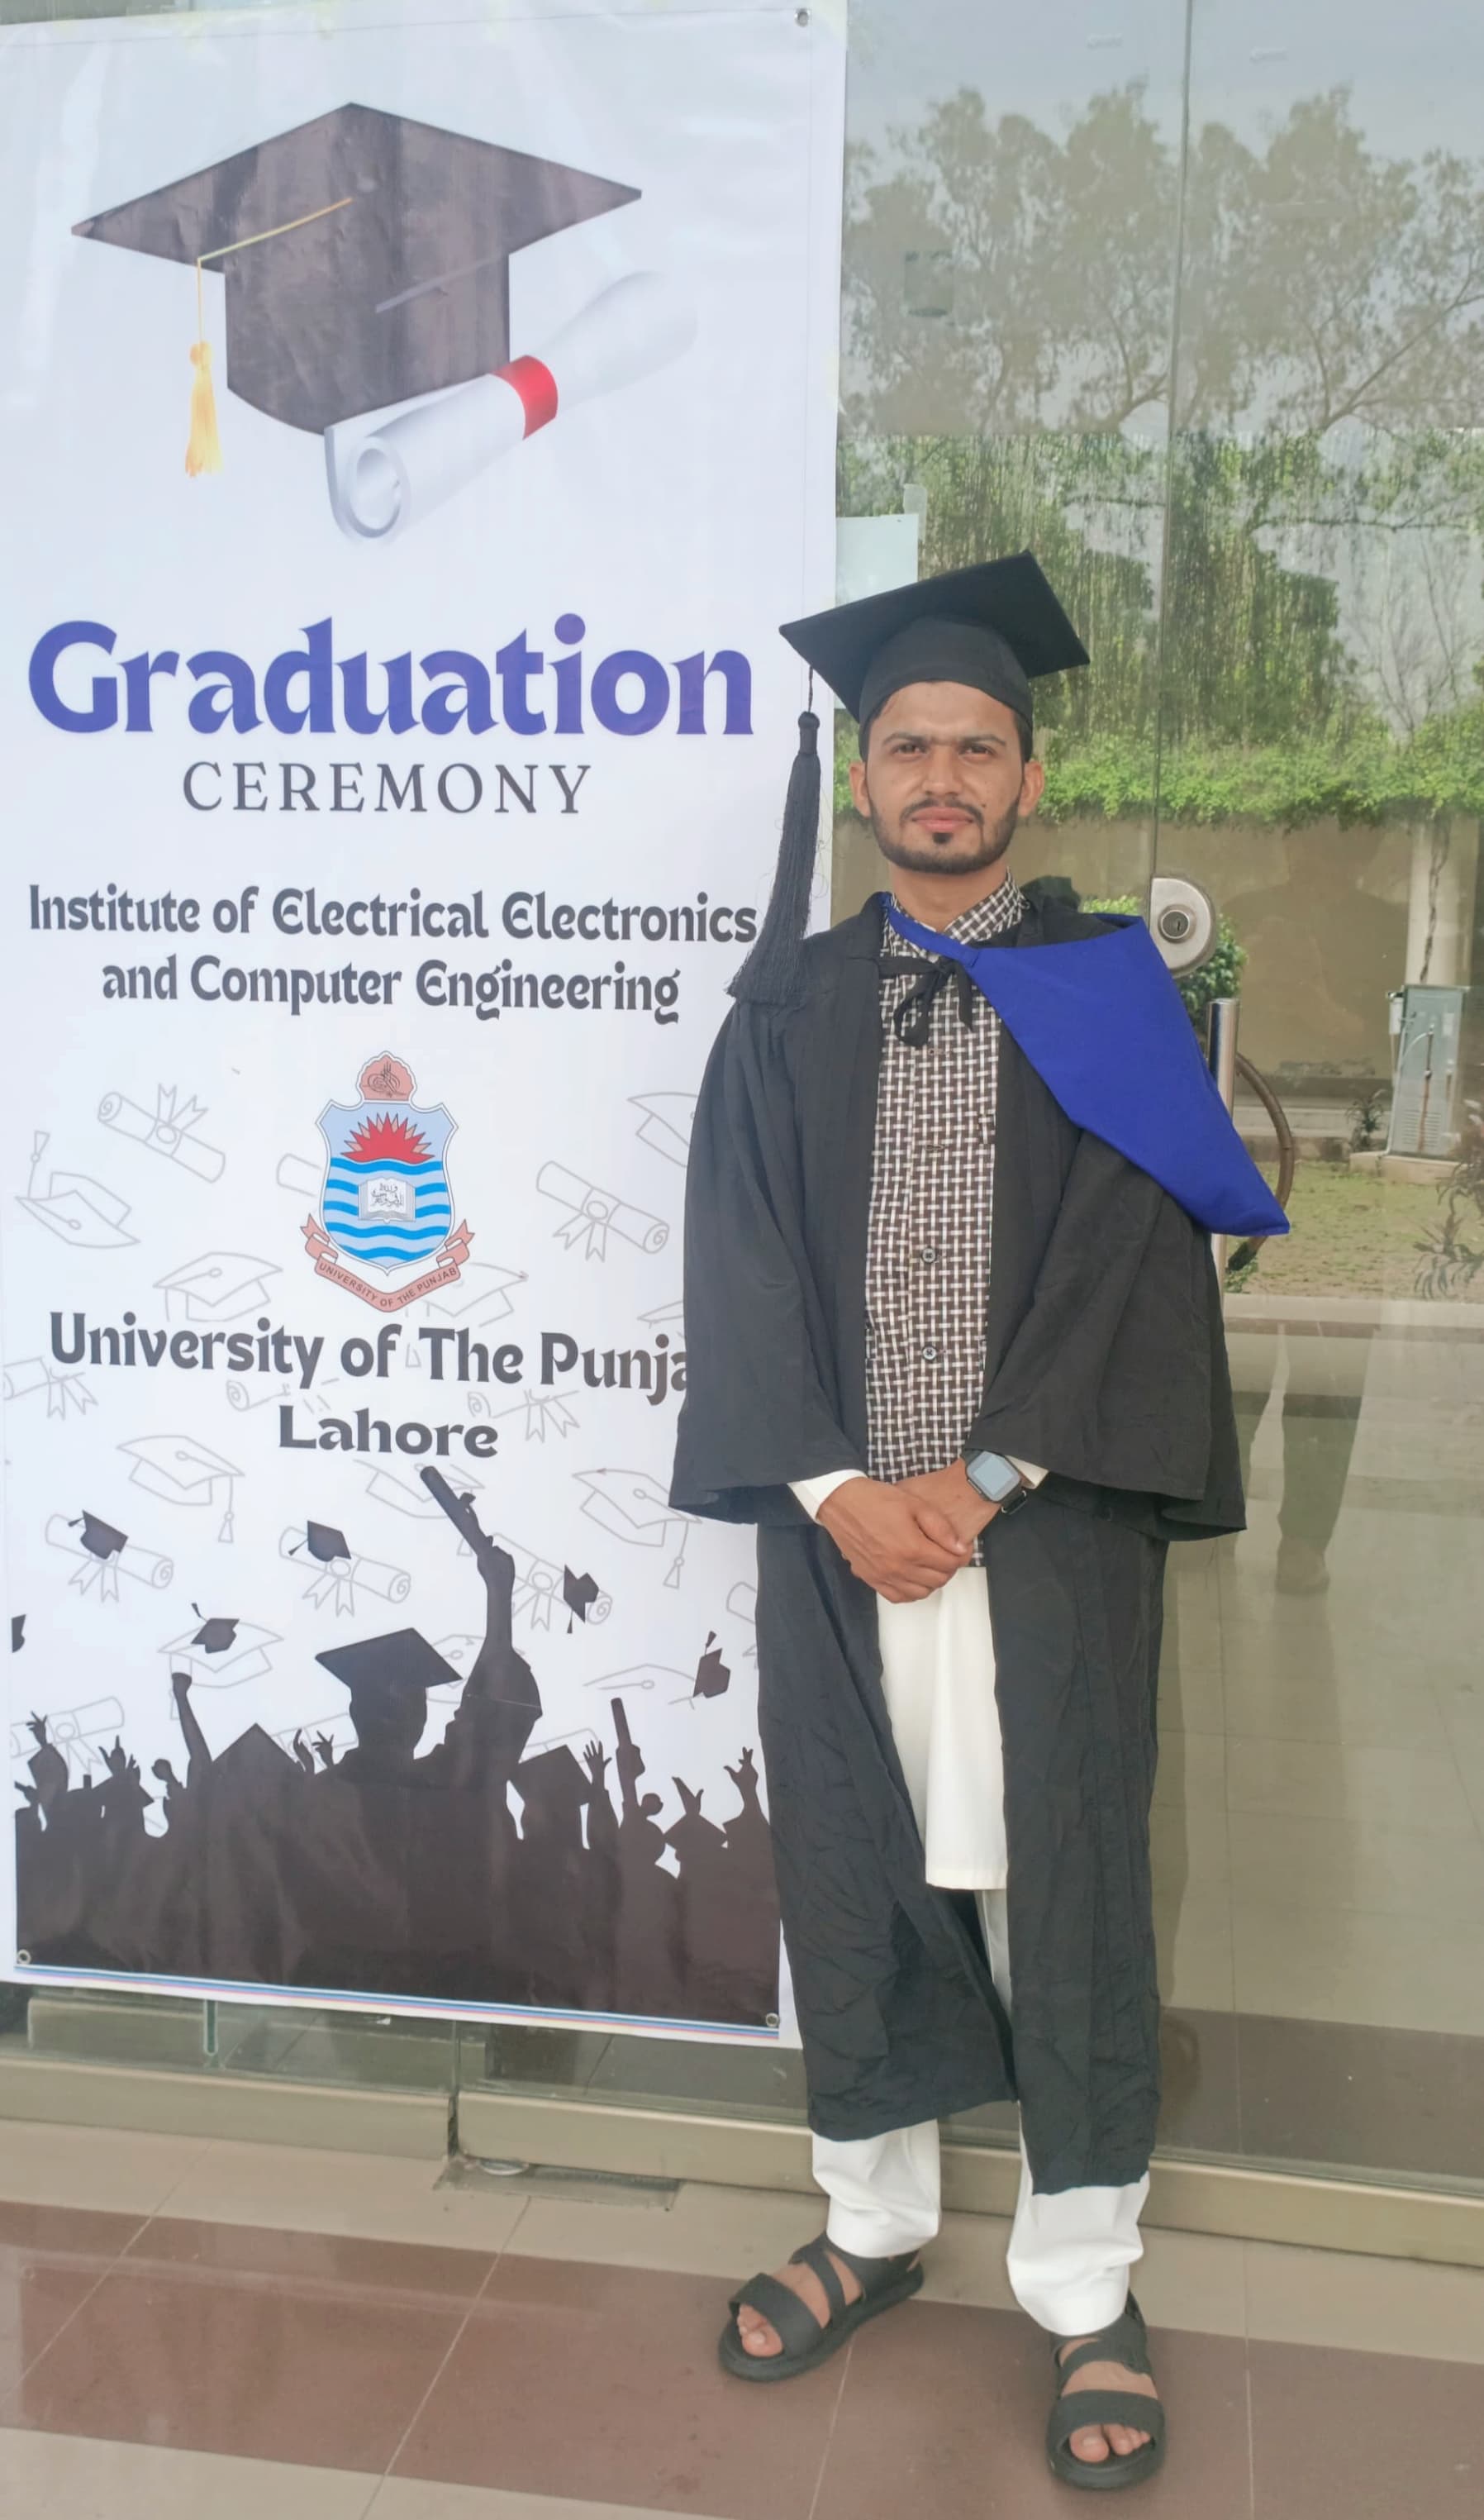 Graduation
CEREMONY
Institute of Electrical Electronics
and Computer Engineering
UNIVERSITY OF THE PUNJAB
University of The Punja
Lahore